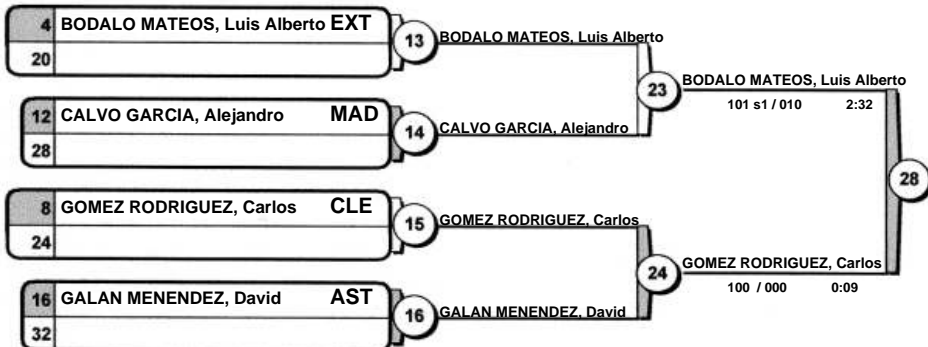 4 BODALO MATEOS, Luis Alberto EXT
20
13
BODALO MATEOS, Luis Alberto
12 CALVO GARCIA, Alejandro MAD
28
14
CALVO GARCIA, Alejandro
23
BODALO MATEOS, Luis Alberto
101 s1 / 010 2:32
8 GOMEZ RODRIGUEZ, Carlos CLE
24
15
GOMEZ RODRIGUEZ, Carlos
16 GALAN MENENDEZ, David AST
32
16
GALAN MENENDEZ, David
24
GOMEZ RODRIGUEZ, Carlos
100 / 000 0:09
28